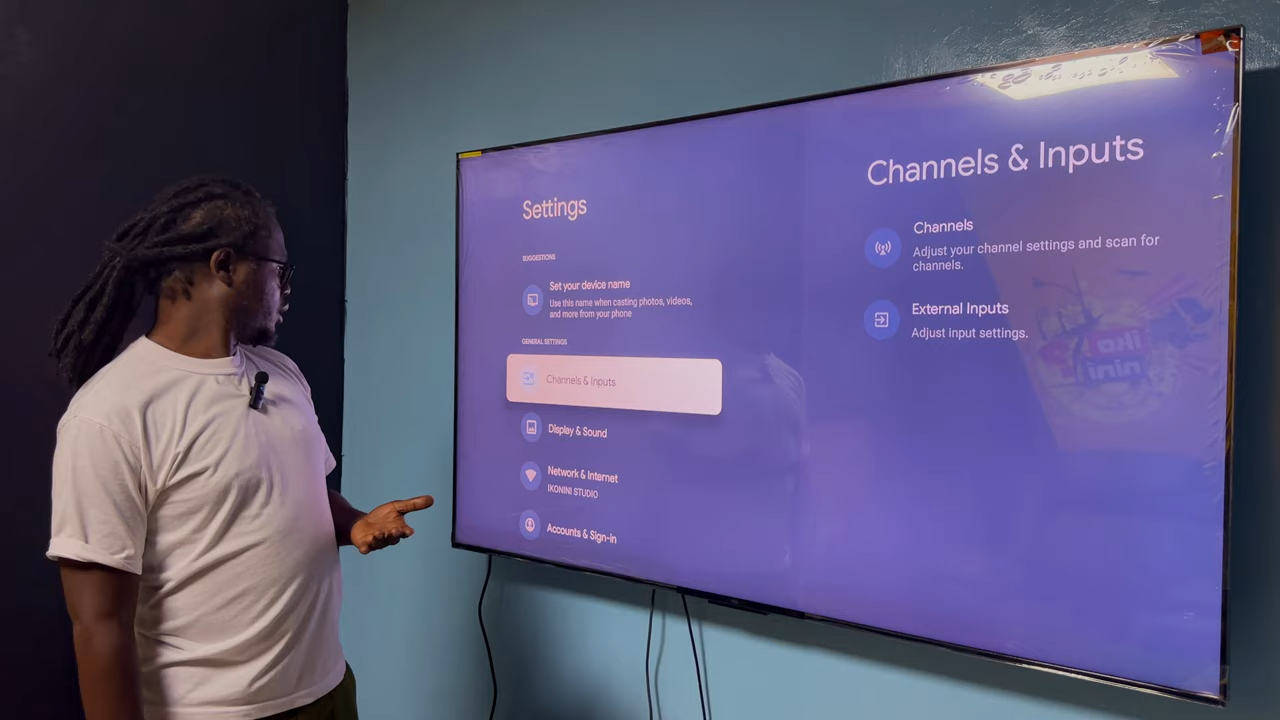 Settings
SUGGESTIONS
Set your device name
Use this name when casting photos, videos,
and more from your phone
GENERAL SETTINGS
Channels & Inputs
Display & Sound
Network & Internet
IKONINI STUDIO
Accounts & Sign-in
Channels & Inputs
Channels
Adjust your channel settings and scan for
channels.
External Inputs
Adjust input settings.
iko
nini